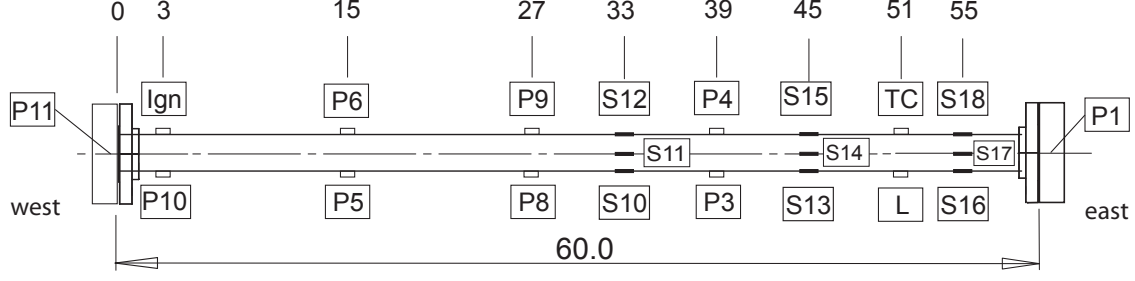 0 3 15 27 33 39 45 51 55
Ign P6 P9 S12 P4 S15 TC S18
P11 P1
S11 S14 S17
P10 P5 P8 S10 P3 S13 L S16
west east
60.0